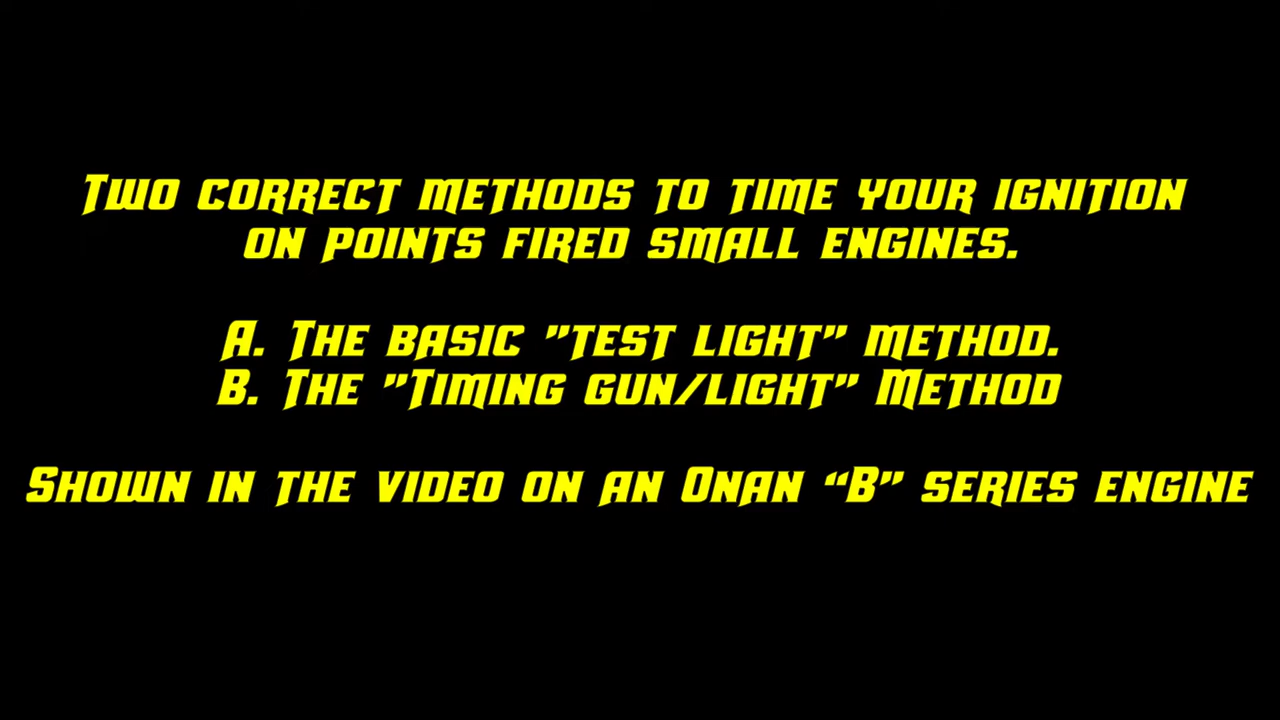 Two correct methods to time your ignition
on points fired small engines.
A. The basic "test light" method.
B. The "Timing gun/light" Method
Shown in the video on an Onan “B” series engine